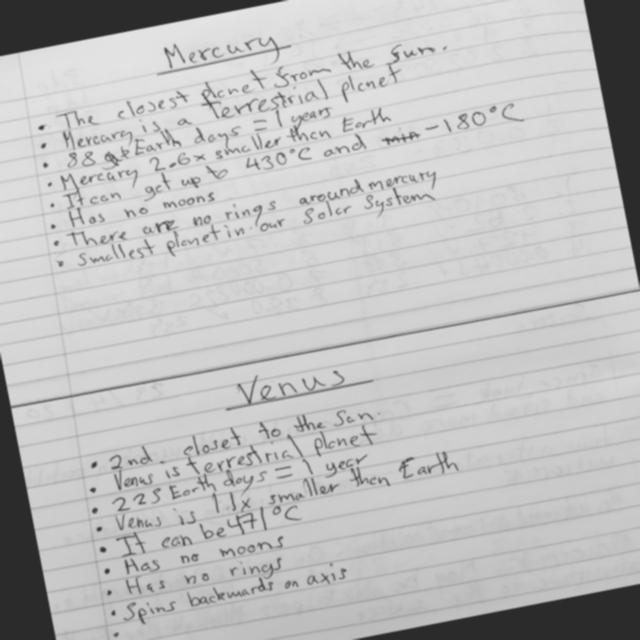 Mercury
• The closest planet from the sun.
• Mercury is a terrestrial planet
• 88 Earth days = 1 years
• Mercury 2.6x smaller then Earth
• It can get up to 430°C and -180°C
• Has no moons
• There are no rings around mercury
• Smallest planet in our Solar System
Venus
• 2nd closet to the sun.
• Venus is terrestrial planet
• 225 Earth days = 1 year
• Venus is 1.1x smaller then Earth
• It can be 471°C
• Has no moons
• Has no rings
• Spins backwards on axis
•